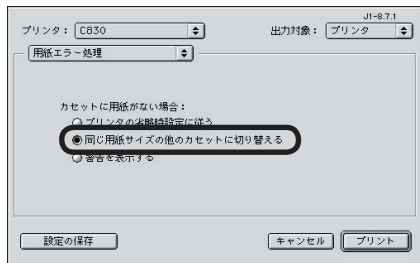 J1-8.7.1
プリンタ： C830 出力対象： プリンタ
用紙エラー処理
カセットに用紙がない場合：
プリンタの省略時設定に従う
同じ用紙サイズの他のカセットに切り替える
警告を表示する
設定の保存 キャンセル プリント